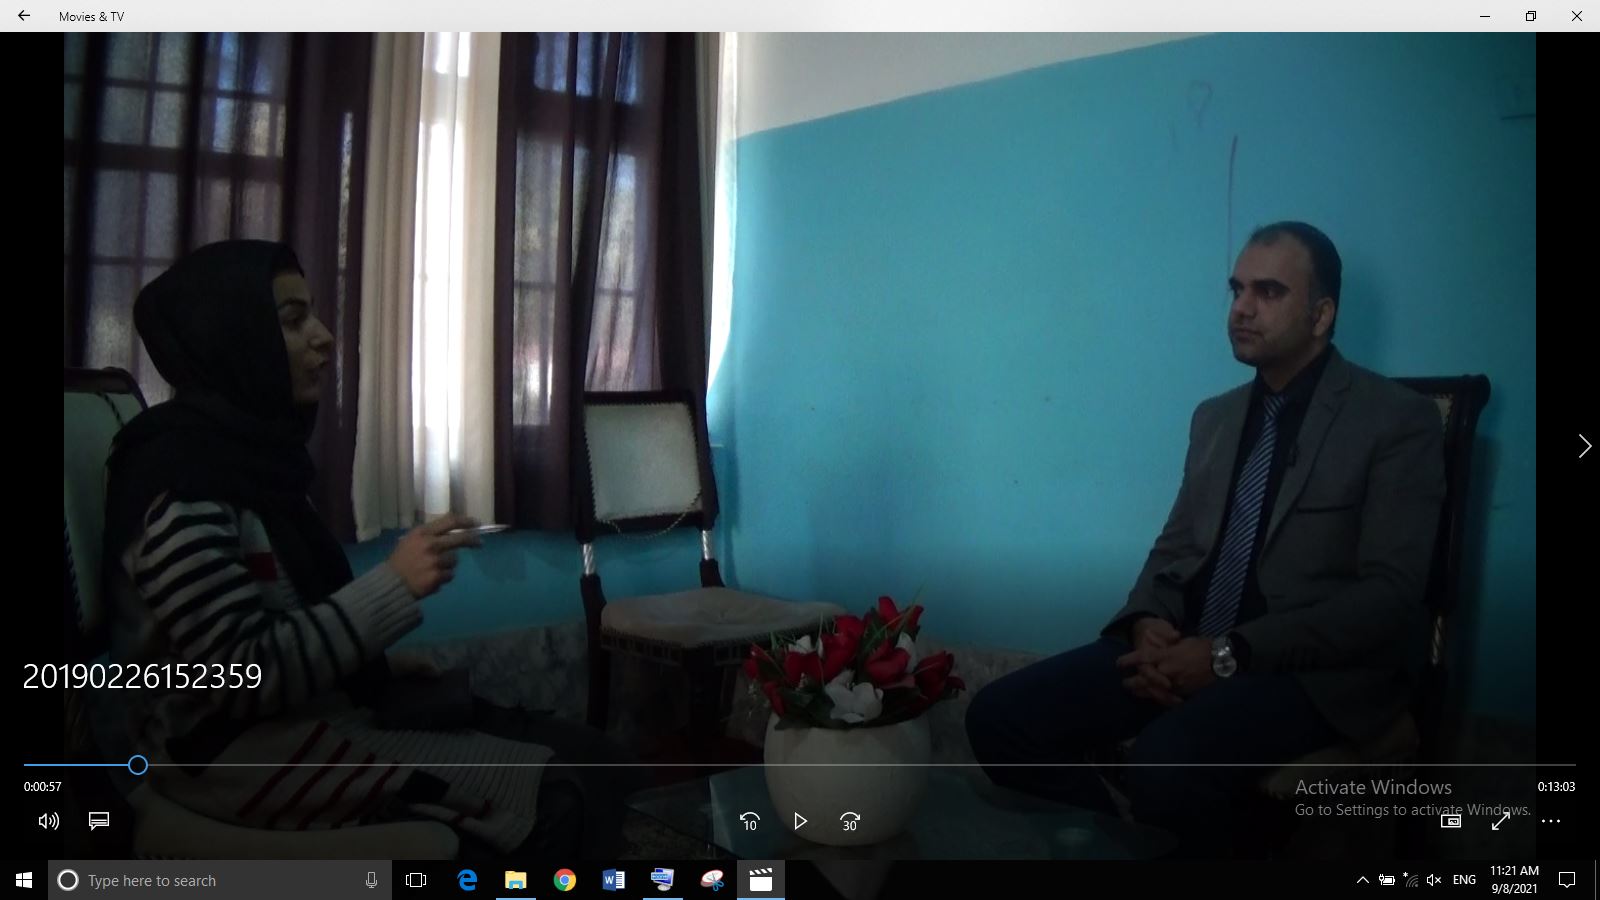 Movies & TV
20190226152359
0:00:57
0:13:03
Activate Windows
Go to Settings to activate Windows.
10
30
Type here to search
ENG
11:21 AM
9/8/2021